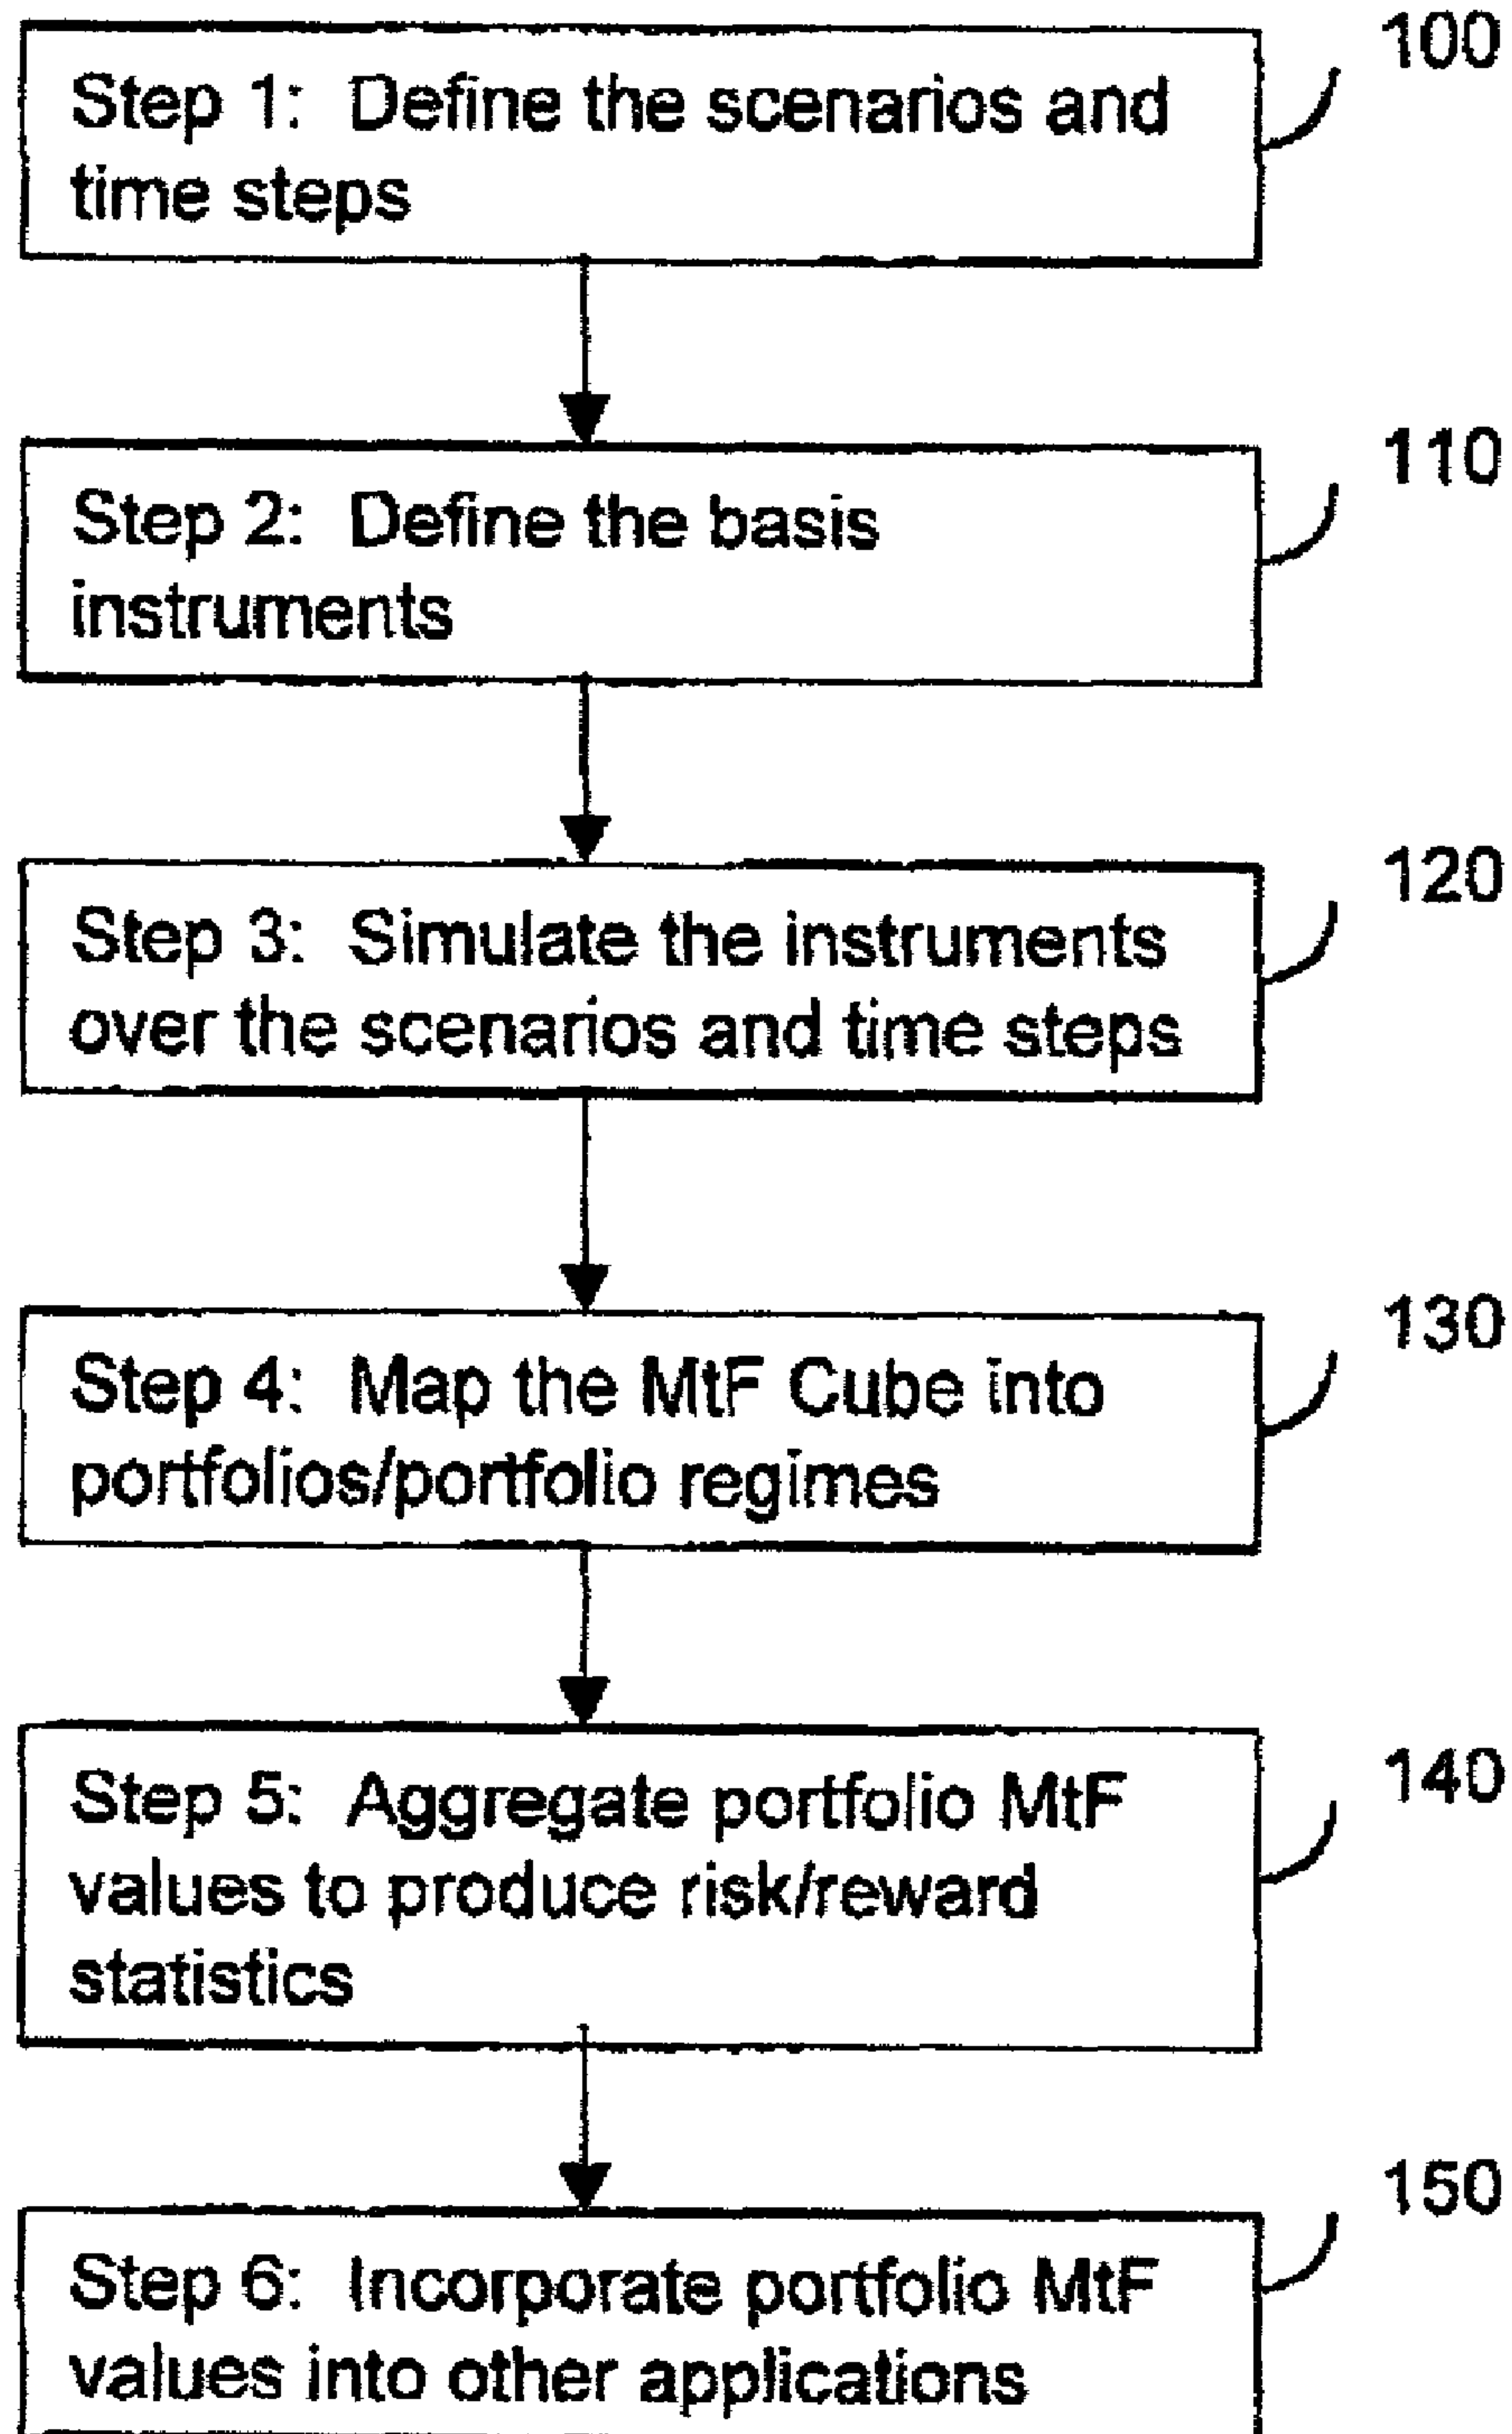 100
Step 1: Define the scenarios and
time steps
110
Step 2: Define the basis
instruments
120
Step 3: Simulate the instruments
over the scenarios and time steps
130
Step 4: Map the MtF Cube into
portfolios/portfolio regimes
140
Step 5: Aggregate portfolio MtF
values to produce risk/reward
statistics
150
Step 6: Incorporate portfolio MtF
values into other applications